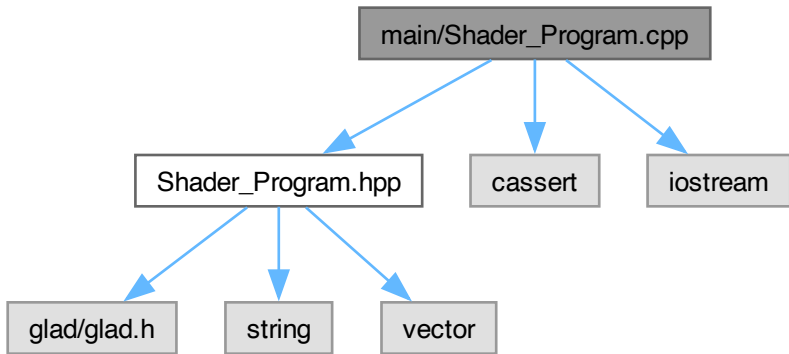 main/Shader_Program.cpp
Shader_Program.hpp
cassert
iostream
glad/glad.h
string
vector